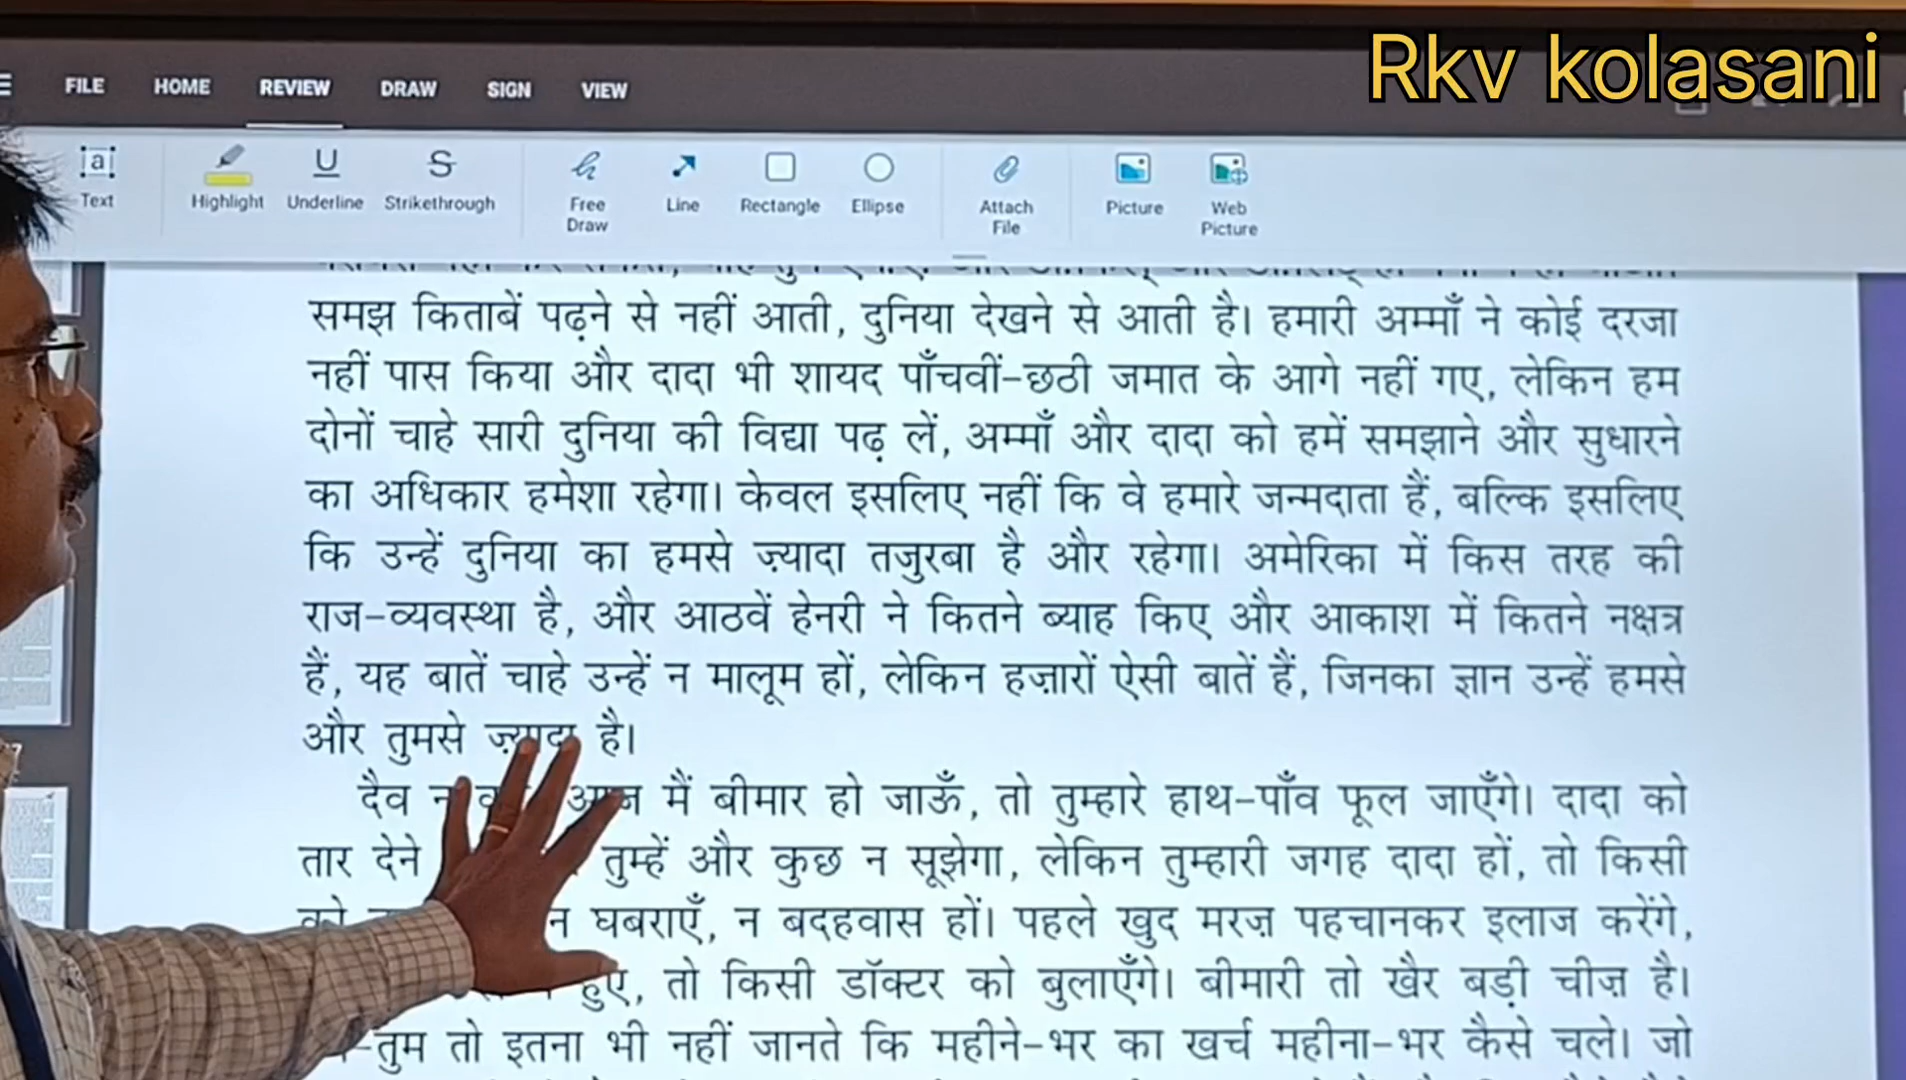 Rkv kolasani
FILE HOME REVIEW DRAW SIGN VIEW
Text Highlight Underline Strikethrough Free Draw Line Rectangle Ellipse Attach File Picture Web Picture
समझ किताबें पढ़ने से नहीं आती, दुनिया देखने से आती है। हमारी अम्माँ ने कोई दरजा
नहीं पास किया और दादा भी शायद पाँचवीं-छठी जमात के आगे नहीं गए, लेकिन हम
दोनों चाहे सारी दुनिया की विद्या पढ़ लें, अम्माँ और दादा को हमें समझाने और सुधारने
का अधिकार हमेशा रहेगा। केवल इसलिए नहीं कि वे हमारे जन्मदाता हैं, बल्कि इसलिए
कि उन्हें दुनिया का हमसे ज़्यादा तजुरबा है और रहेगा। अमेरिका में किस तरह की
राज-व्यवस्था है, और आठवें हेनरी ने कितने ब्याह किए और आकाश में कितने नक्षत्र
हैं, यह बातें चाहे उन्हें न मालूम हों, लेकिन हज़ारों ऐसी बातें हैं, जिनका ज्ञान उन्हें हमसे
और तुमसे ज़्यादा है।
दैव न आज मैं बीमार हो जाऊँ, तो तुम्हारे हाथ-पाँव फूल जाएँगे। दादा को
तार देने तुम्हें और कुछ न सूझेगा, लेकिन तुम्हारी जगह दादा हों, तो किसी
न घबराएँ, न बदहवास हों। पहले खुद मरज़ पहचानकर इलाज करेंगे,
हुए, तो किसी डॉक्टर को बुलाएँगे। बीमारी तो खैर बड़ी चीज़ है।
-तुम तो इतना भी नहीं जानते कि महीने-भर का खर्च महीना-भर कैसे चले। जो